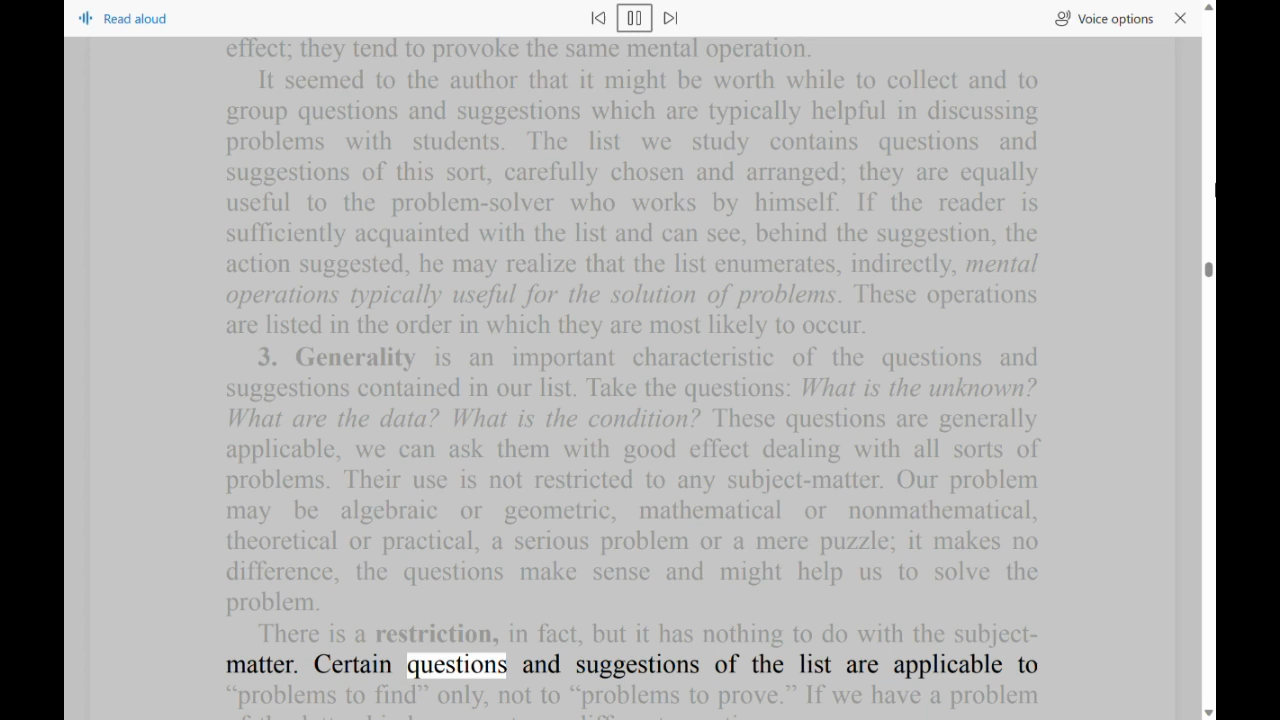 Read aloud
Voice options
effect; they tend to provoke the same mental operation.
It seemed to the author that it might be worth while to collect and to
group questions and suggestions which are typically helpful in discussing
problems with students. The list we study contains questions and
suggestions of this sort, carefully chosen and arranged; they are equally
useful to the problem-solver who works by himself. If the reader is
sufficiently acquainted with the list and can see, behind the suggestion, the
action suggested, he may realize that the list enumerates, indirectly, mental
operations typically useful for the solution of problems. These operations
are listed in the order in which they are most likely to occur.
3. Generality is an important characteristic of the questions and
suggestions contained in our list. Take the questions: What is the unknown?
What are the data? What is the condition? These questions are generally
applicable, we can ask them with good effect dealing with all sorts of
problems. Their use is not restricted to any subject-matter. Our problem
may be algebraic or geometric, mathematical or nonmathematical,
theoretical or practical, a serious problem or a mere puzzle; it makes no
difference, the questions make sense and might help us to solve the
problem.
There is a restriction, in fact, but it has nothing to do with the subject-
matter. Certain questions and suggestions of the list are applicable to
“problems to find” only, not to “problems to prove.” If we have a problem